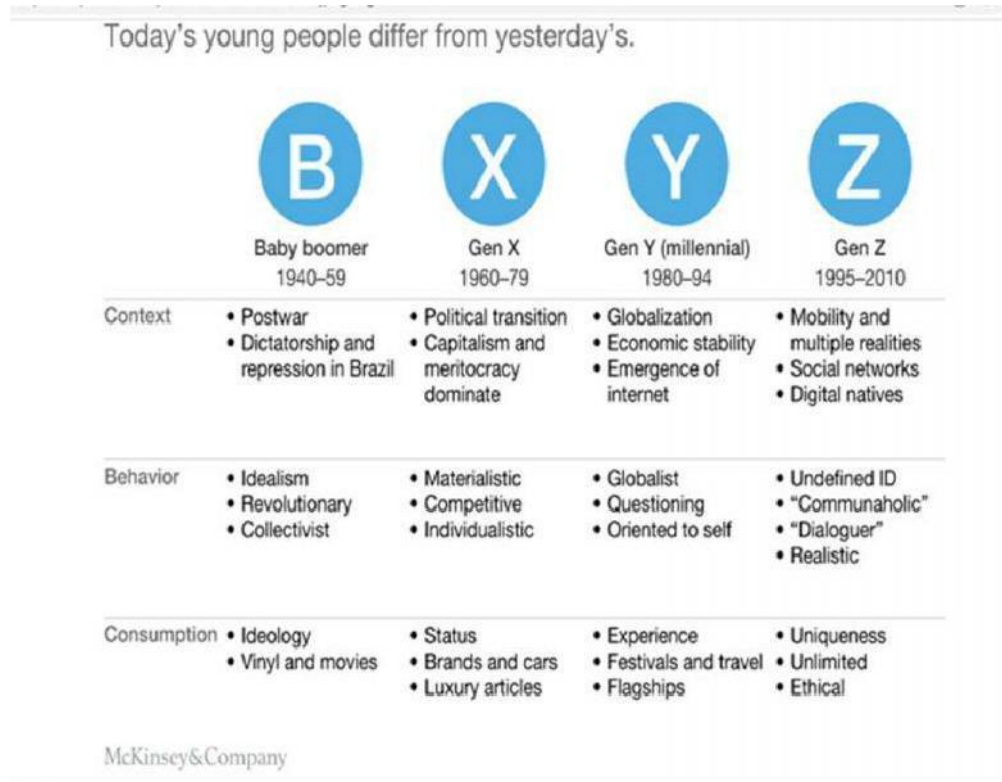 Today's young people differ from yesterday's.
B
X
Y
Z
Baby boomer
1940–59
Gen X
1960–79
Gen Y (millennial)
1980–94
Gen Z
1995–2010
Context
• Postwar
• Dictatorship and
repression in Brazil
• Political transition
• Capitalism and
meritocracy
dominate
• Globalization
• Economic stability
• Emergence of
internet
• Mobility and
multiple realities
• Social networks
• Digital natives
Behavior
• Idealism
• Revolutionary
• Collectivist
• Materialistic
• Competitive
• Individualistic
• Globalist
• Questioning
• Oriented to self
• Undefined ID
• “Communaholic”
• “Dialoguer”
• Realistic
Consumption
• Ideology
• Vinyl and movies
• Status
• Brands and cars
• Luxury articles
• Experience
• Festivals and travel
• Flagships
• Uniqueness
• Unlimited
• Ethical
McKinsey&Company